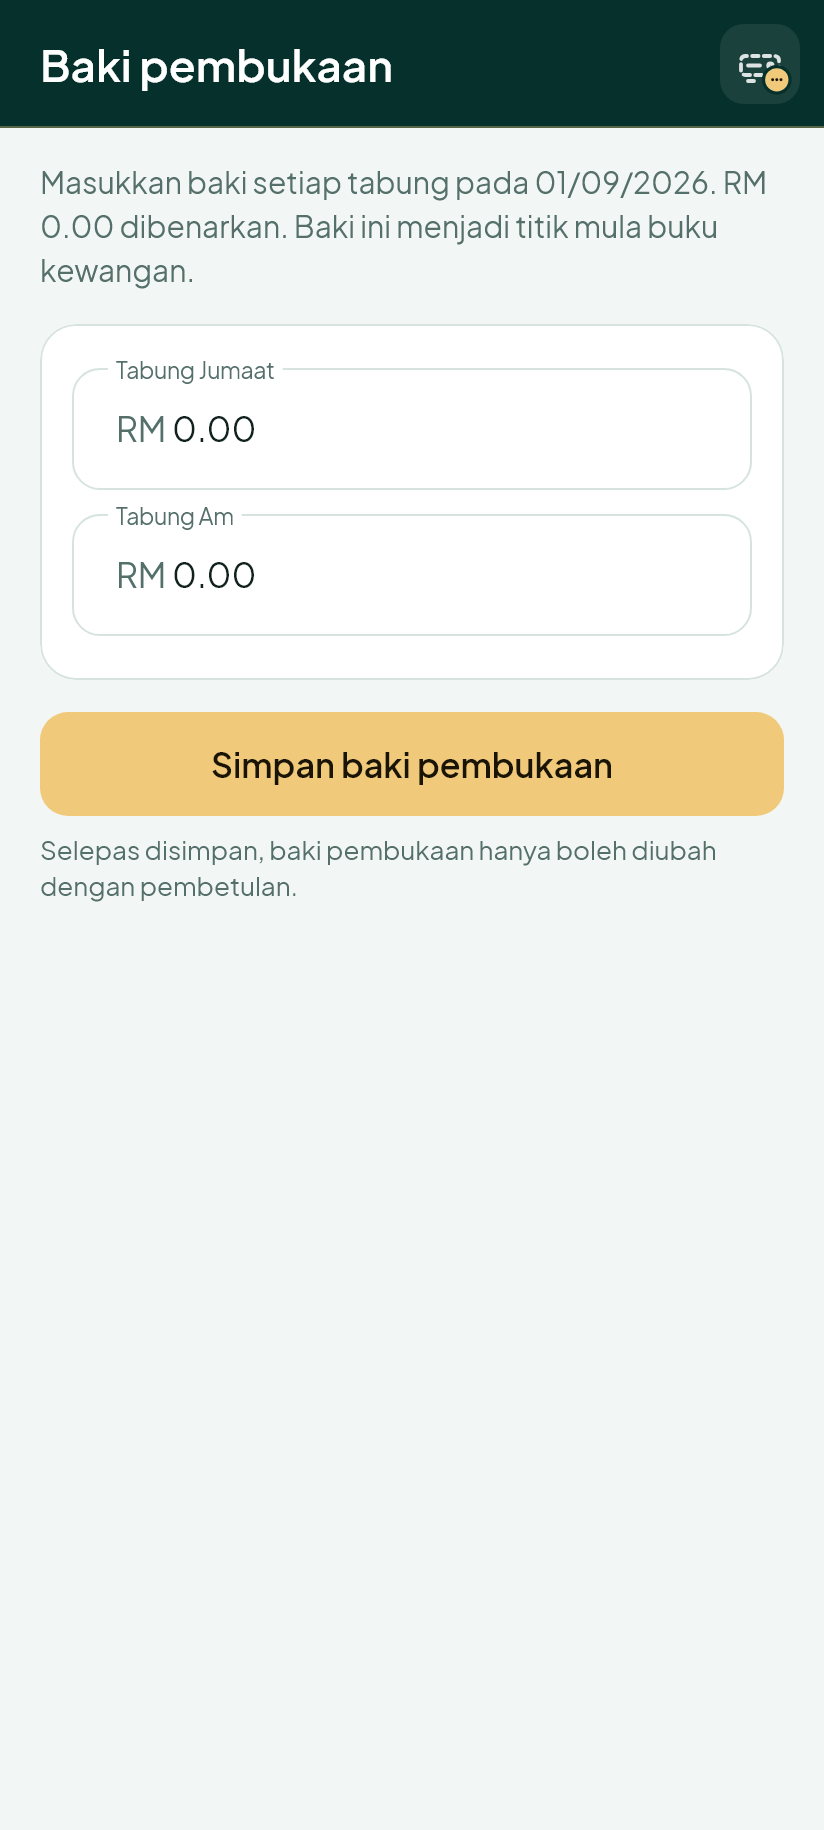 Baki pembukaan
Masukkan baki setiap tabung pada 01/09/2026. RM
0.00 dibenarkan. Baki ini menjadi titik mula buku
kewangan.
Tabung Jumaat
RM 0.00
Tabung Am
RM 0.00
Simpan baki pembukaan
Selepas disimpan, baki pembukaan hanya boleh diubah
dengan pembetulan.